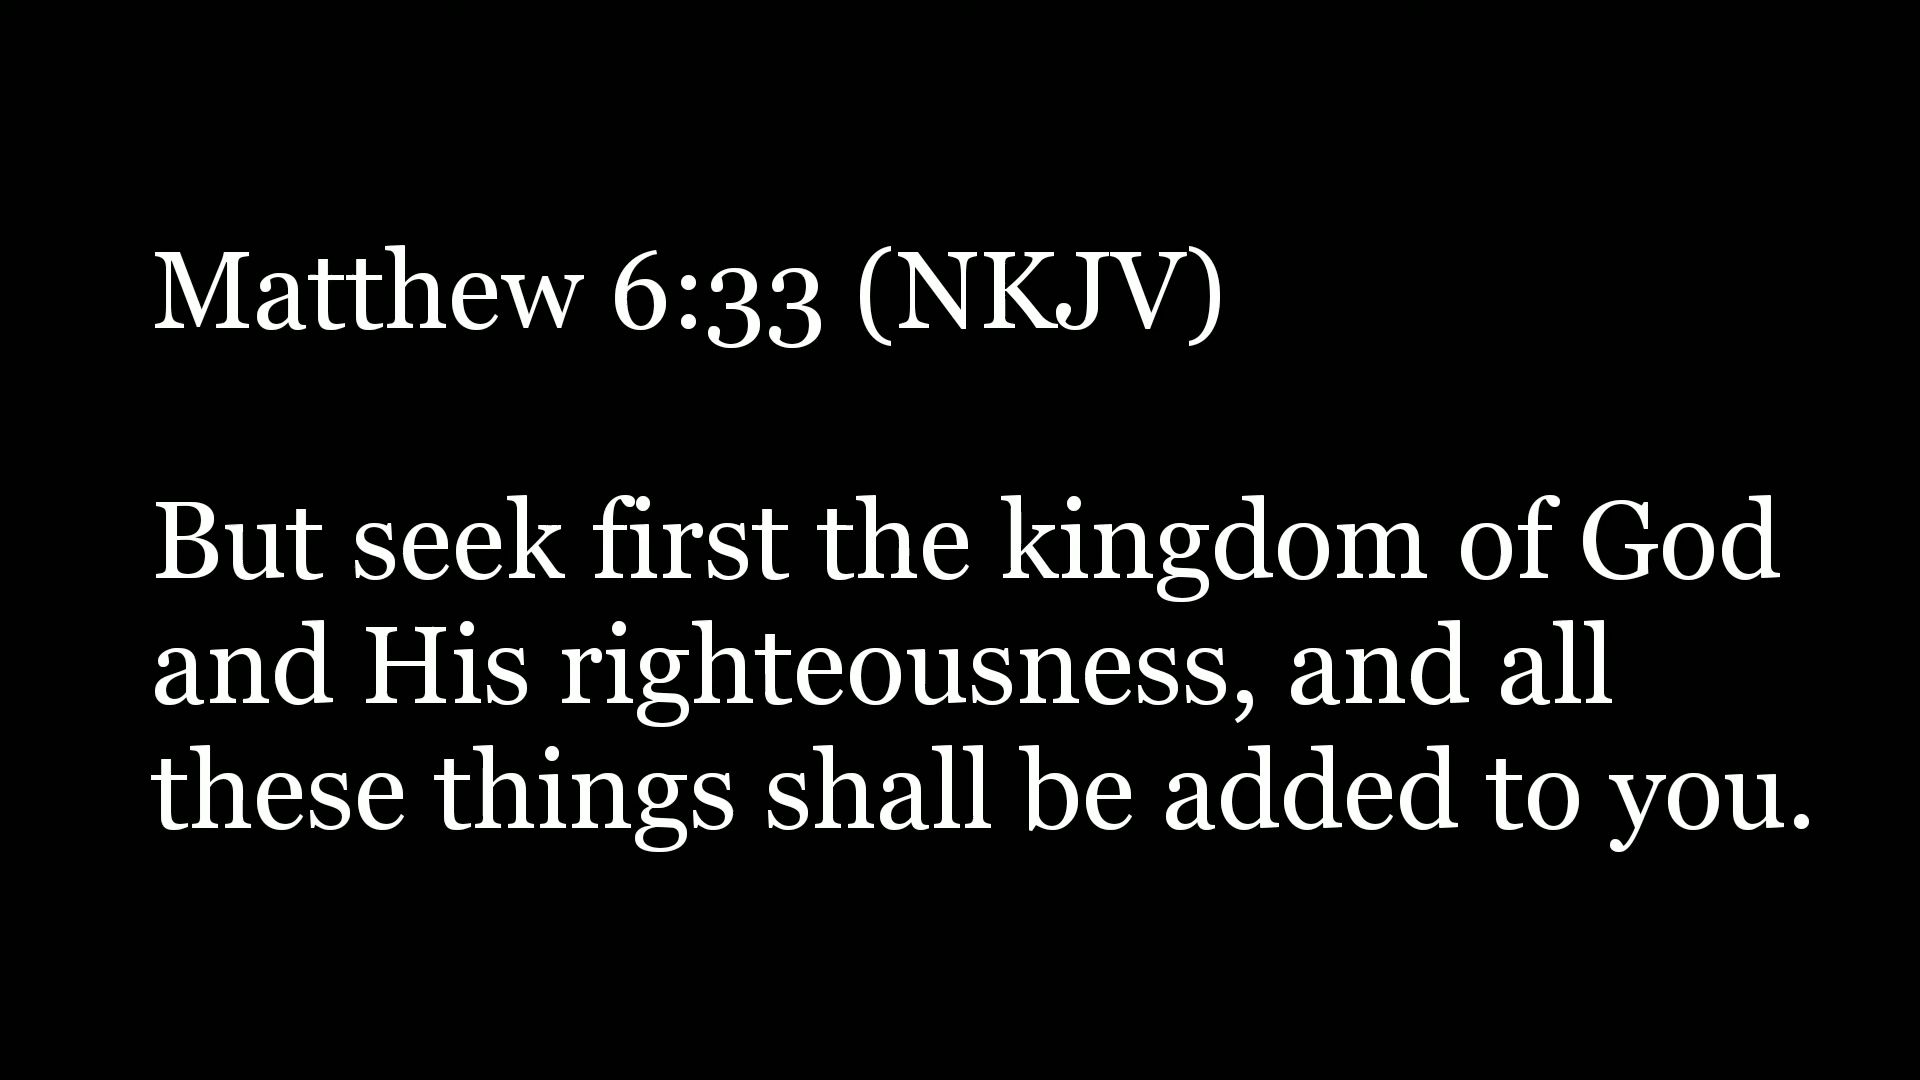 Matthew 6:33 (NKJV)
But seek first the kingdom of God
and His righteousness, and all
these things shall be added to you.